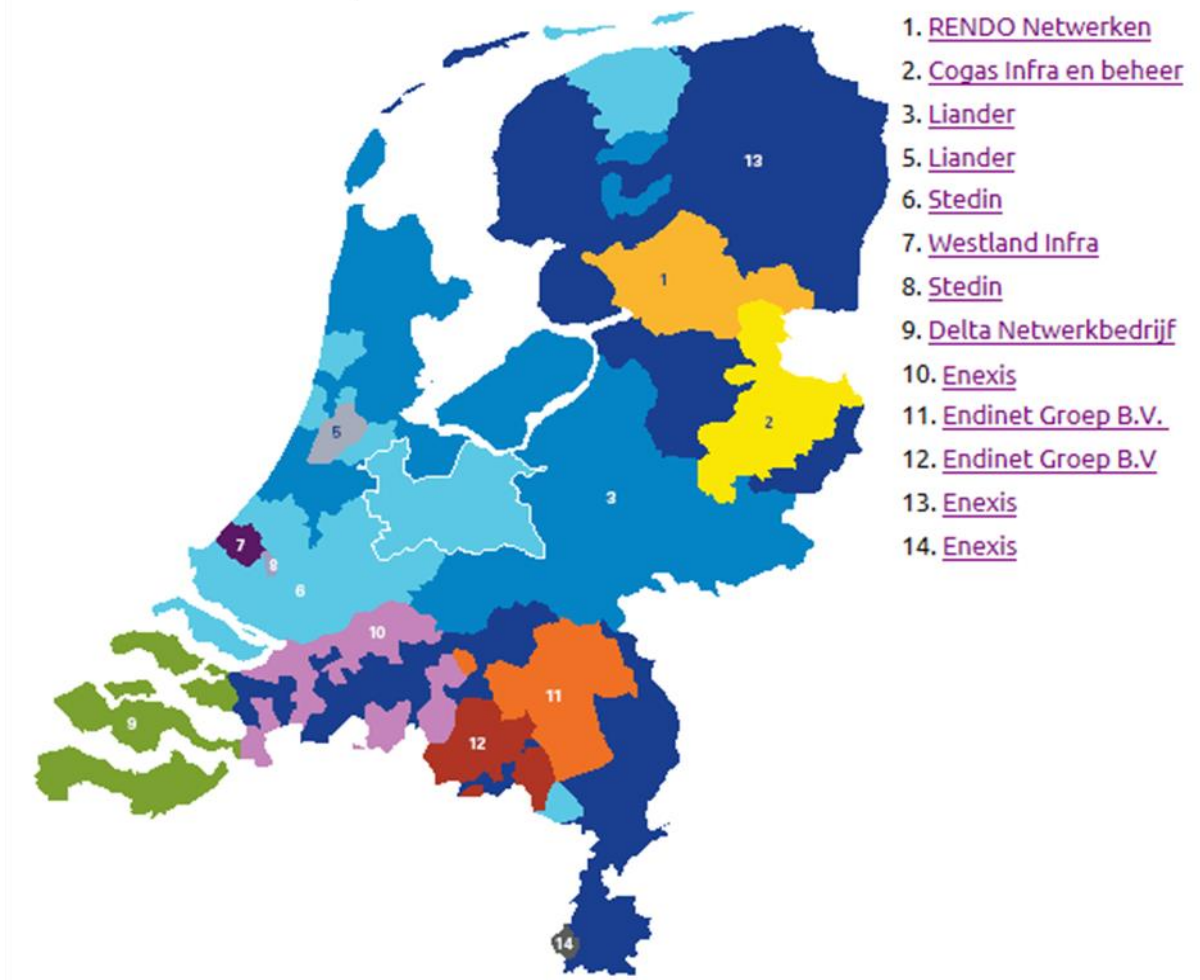 1. RENDO Netwerken
2. Cogas Infra en beheer
3. Liander
5. Liander
6. Stedin
7. Westland Infra
8. Stedin
9. Delta Netwerkbedrijf
10. Enexis
11. Endinet Groep B.V.
12. Endinet Groep B.V
13. Enexis
14. Enexis
13
1
2
5
3
7
8
6
10
11
9
12
14